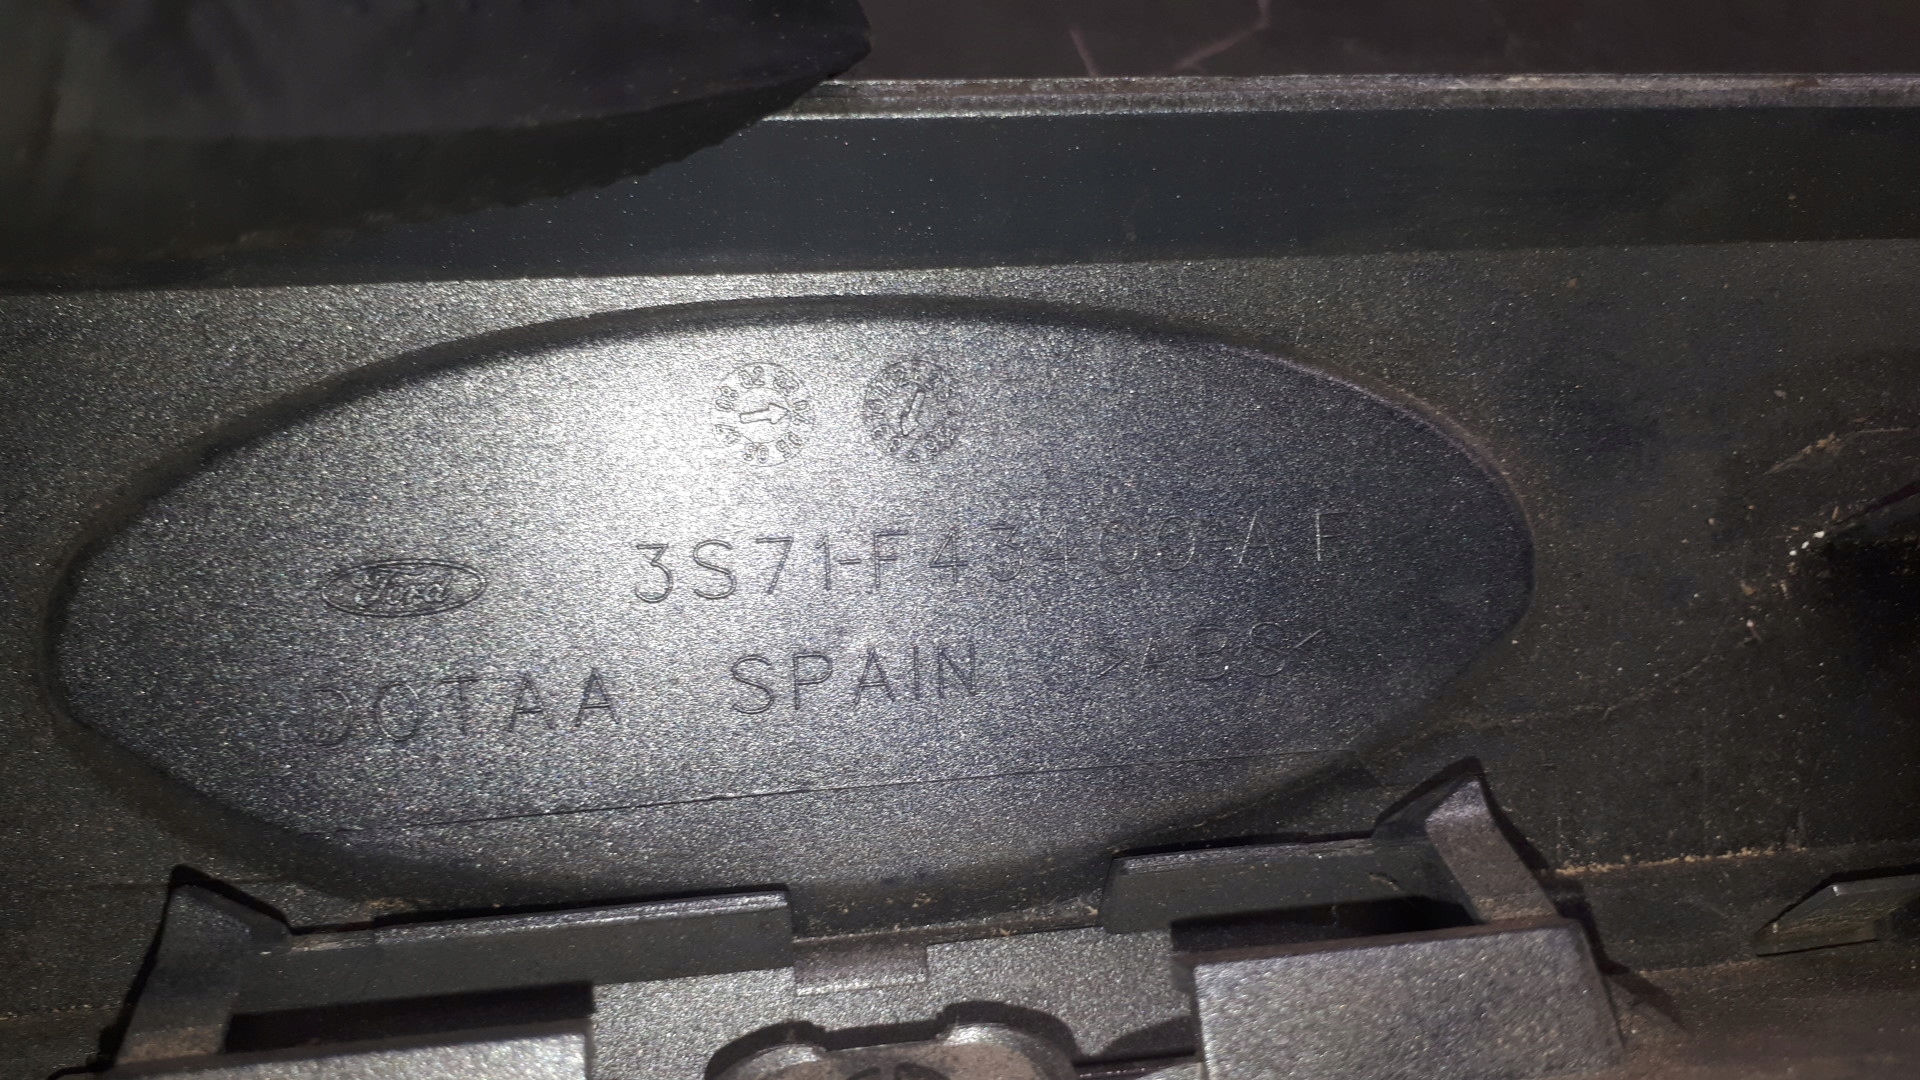 Ford 3S71-F43400-AF
DOTAA SPAIN >ABS<